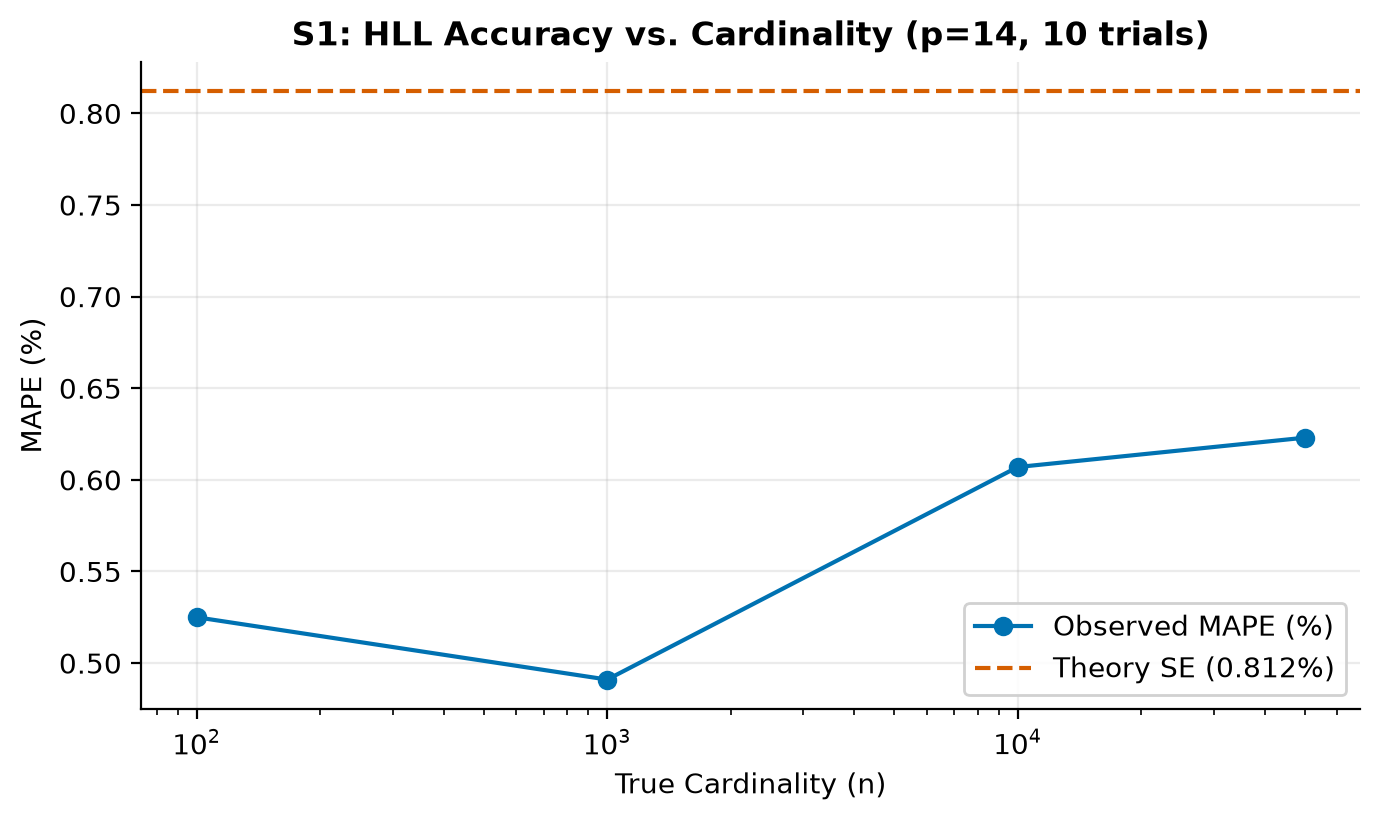 S1: HLL Accuracy vs. Cardinality (p=14, 10 trials)
MAPE (%)
0.80
0.75
0.70
0.65
0.60
0.55
0.50
Observed MAPE (%)
Theory SE (0.812%)
10²
10³
10⁴
True Cardinality (n)